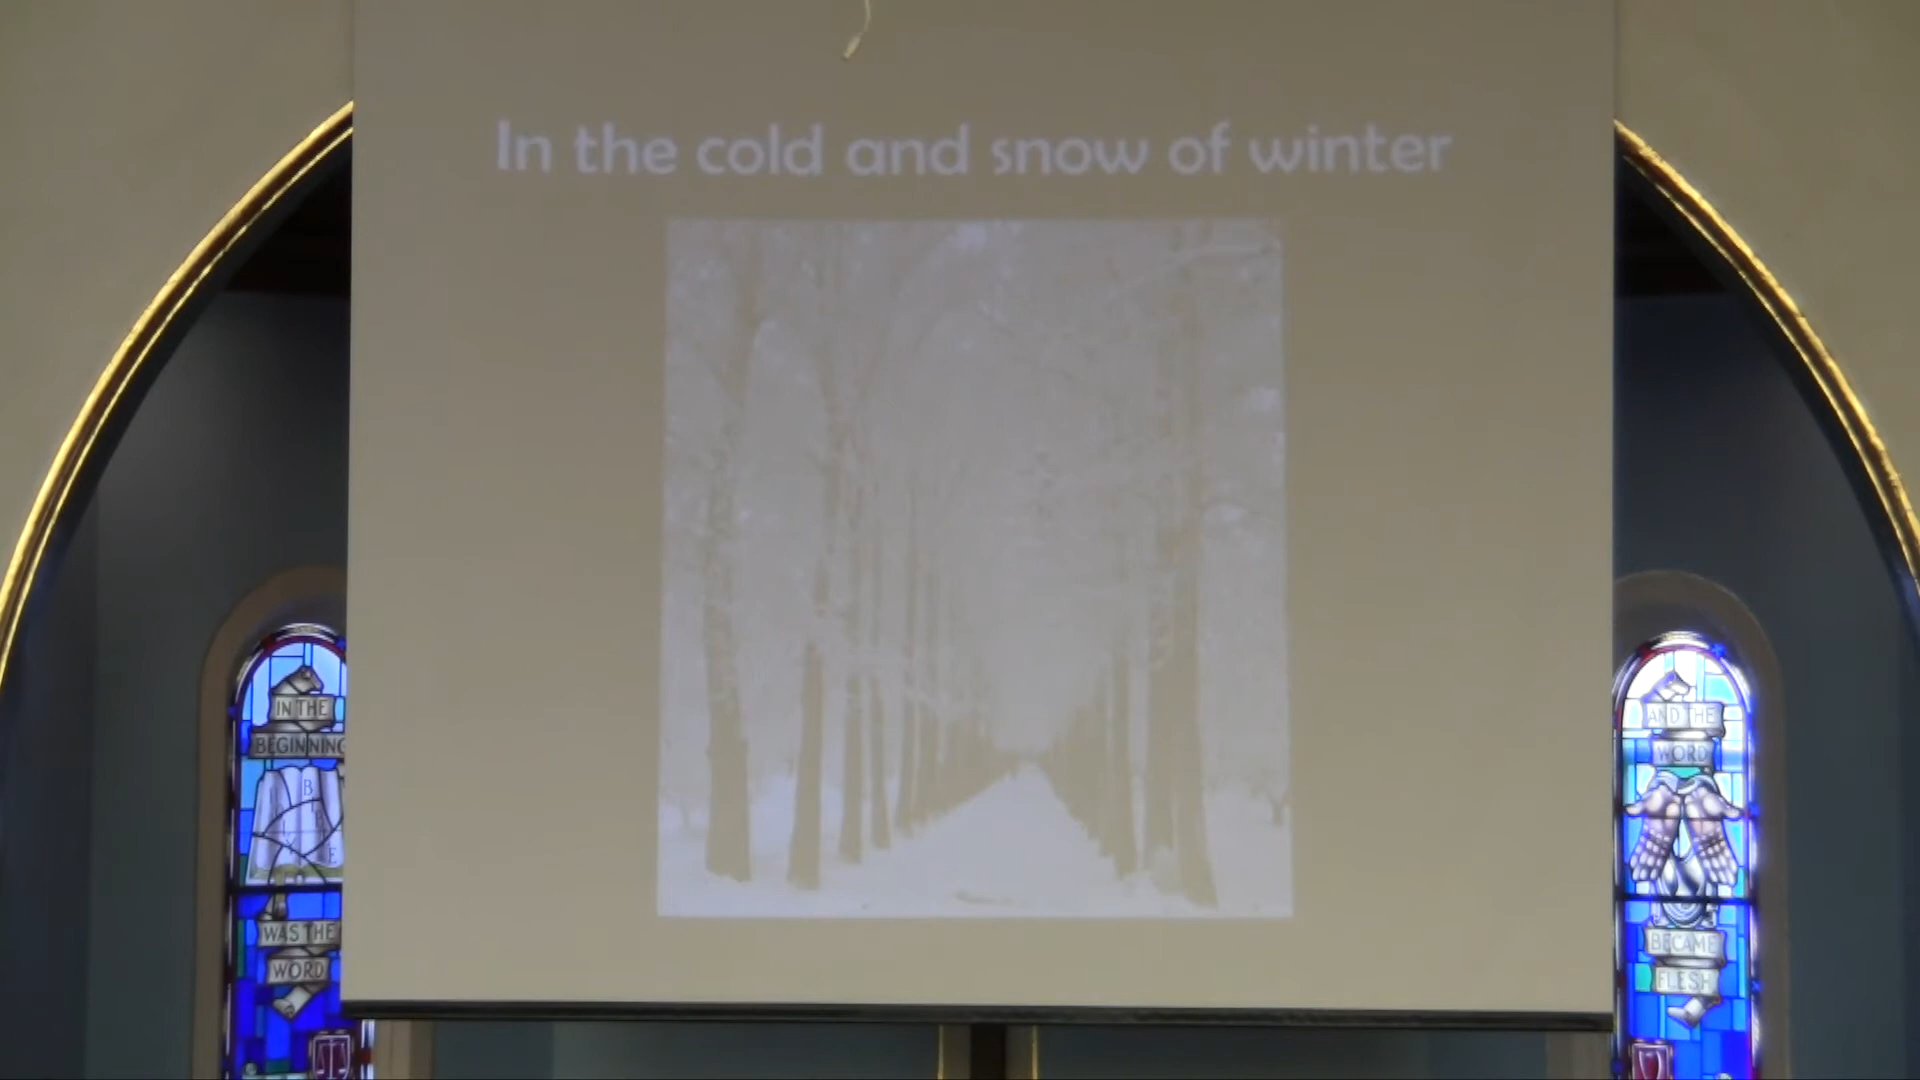 In the cold and snow of winter
IN THE
BEGINNING
B
WAS THE
WORD
AND THE
WORD
BECAME
FLESH